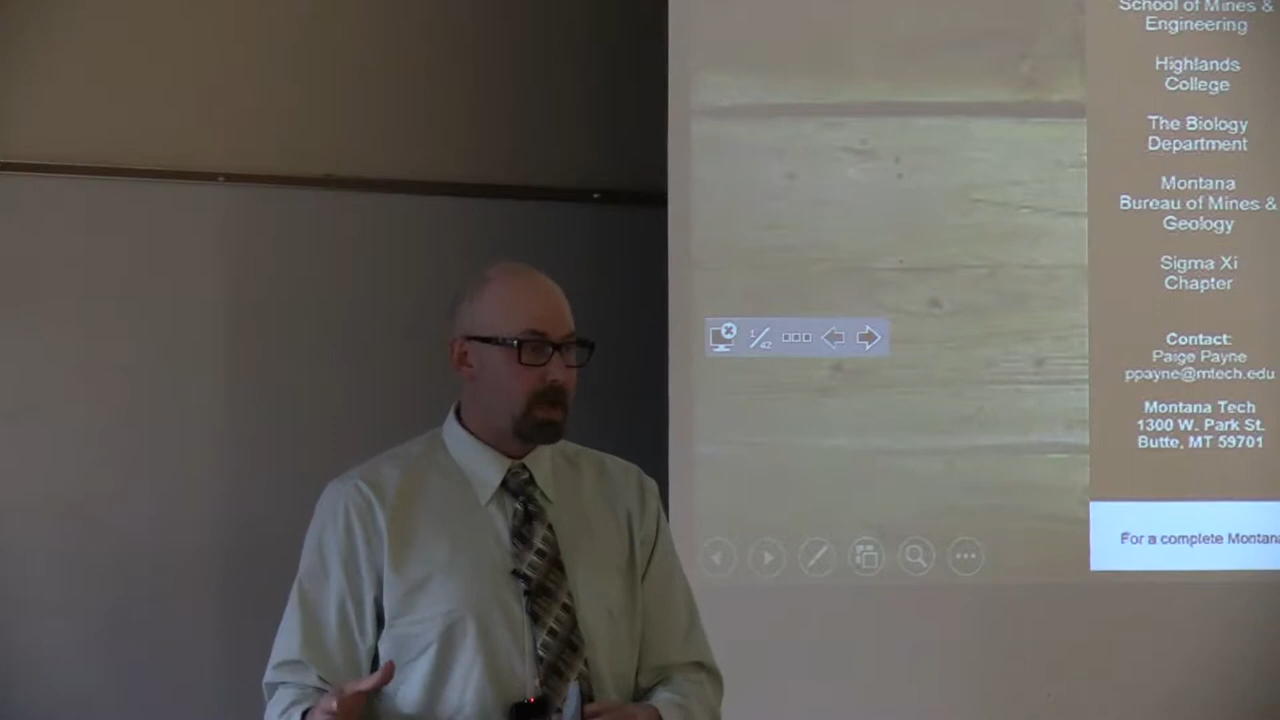 School of Mines &
Engineering
Highlands
College
The Biology
Department
Montana
Bureau of Mines &
Geology
Sigma Xi
Chapter
Contact:
Paige Payne
ppayne@mtech.edu
Montana Tech
1300 W. Park St.
Butte, MT 59701
For a complete Montana
1/42